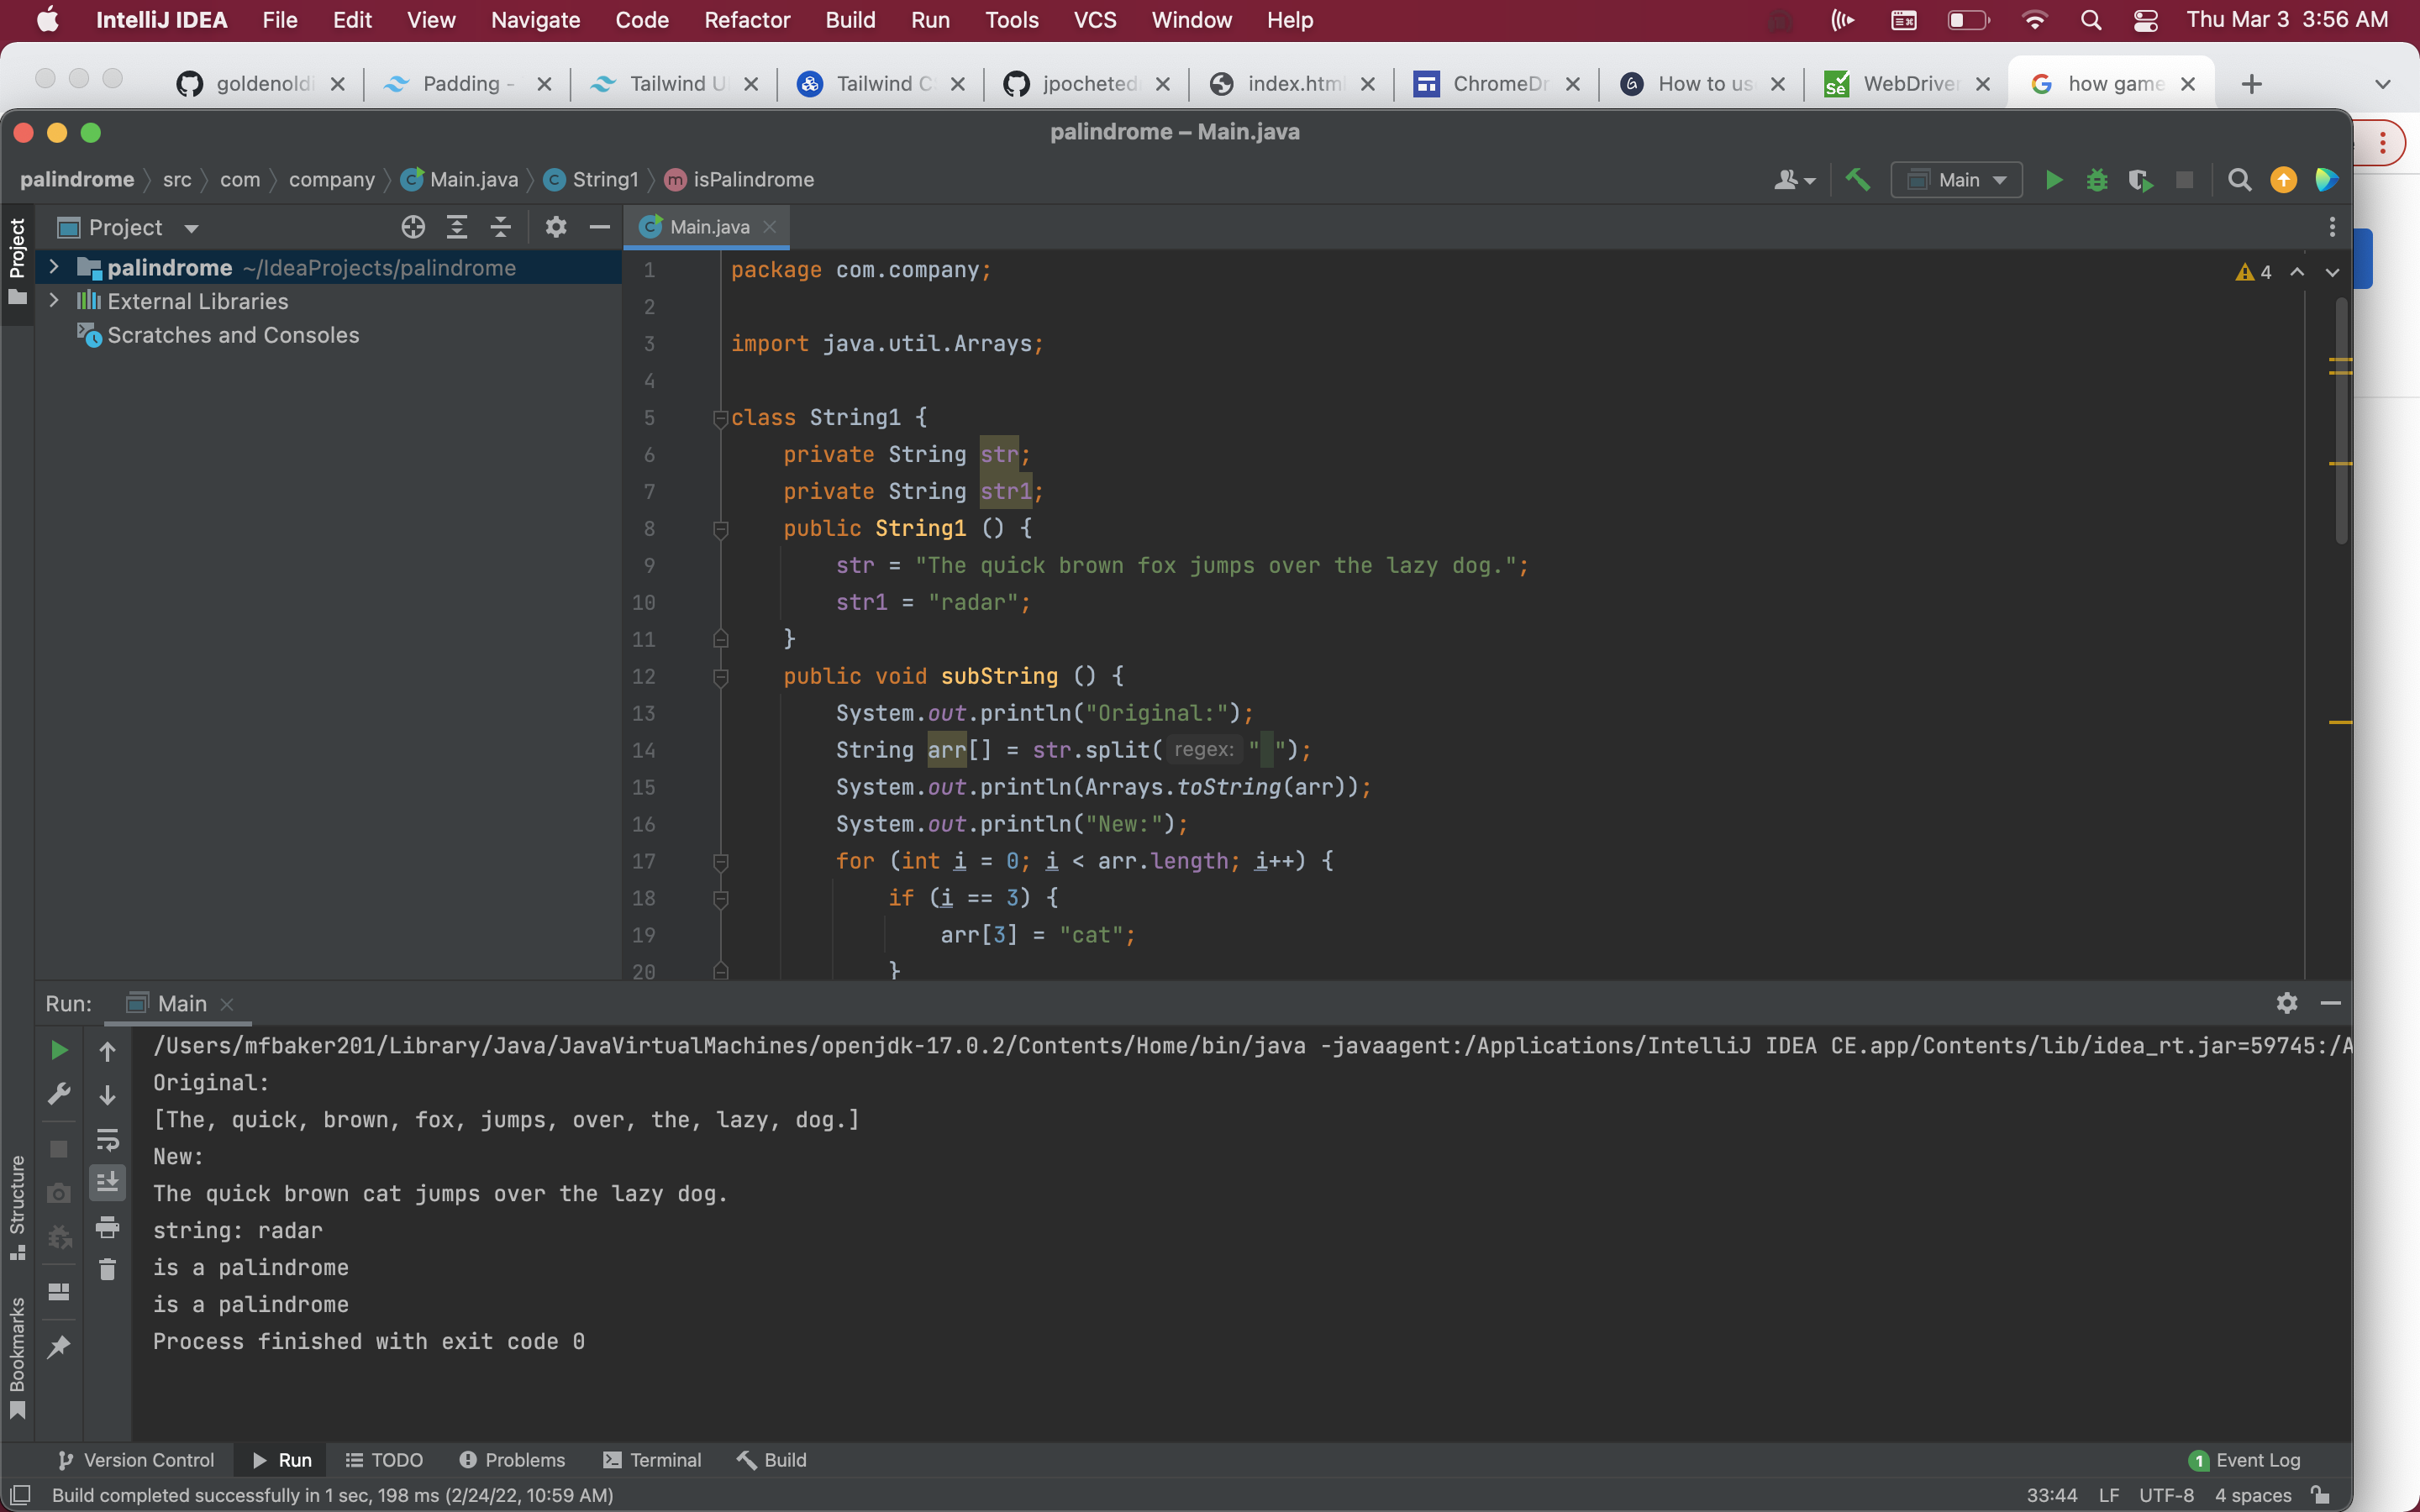 IntelliJ IDEA File Edit View Navigate Code Refactor Build Run Tools VCS Window Help Thu Mar 3 3:56 AM
goldenoldi Padding - Tailwind U Tailwind C jpochetedr index.html ChromeDr How to us WebDriver how game
palindrome – Main.java
palindrome src com company Main.java String1 isPalindrome Main
Project
Project
Main.java
palindrome ~/IdeaProjects/palindrome
External Libraries
Scratches and Consoles
4
1 package com.company;
2
3 import java.util.Arrays;
4
5 class String1 {
6 private String str;
7 private String str1;
8 public String1 () {
9 str = "The quick brown fox jumps over the lazy dog.";
10 str1 = "radar";
11 }
12 public void subString () {
13 System.out.println("Original:");
14 String arr[] = str.split( regex: " ");
15 System.out.println(Arrays.toString(arr));
16 System.out.println("New:");
17 for (int i = 0; i < arr.length; i++) {
18 if (i == 3) {
19 arr[3] = "cat";
20 }
Run: Main
/Users/mfbaker201/Library/Java/JavaVirtualMachines/openjdk-17.0.2/Contents/Home/bin/java -javaagent:/Applications/IntelliJ IDEA CE.app/Contents/lib/idea_rt.jar=59745:/A
Original:
[The, quick, brown, fox, jumps, over, the, lazy, dog.]
New:
The quick brown cat jumps over the lazy dog.
string: radar
is a palindrome
is a palindrome
Process finished with exit code 0
Structure
Bookmarks
Version Control Run TODO Problems Terminal Build 1 Event Log
Build completed successfully in 1 sec, 198 ms (2/24/22, 10:59 AM) 33:44 LF UTF-8 4 spaces